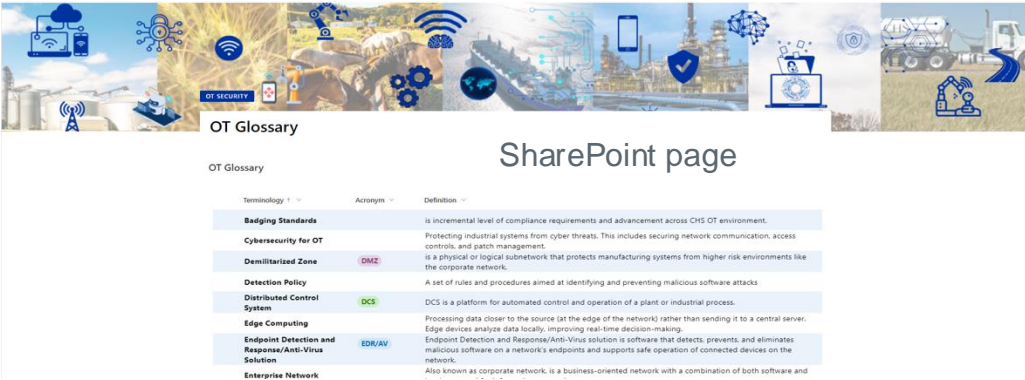 OT SECURITY
OT Glossary
SharePoint page
OT Glossary
Terminology ↑ Acronym Definition
Badging Standards is incremental level of compliance requirements and advancement across CHS OT environment.
Cybersecurity for OT Protecting industrial systems from cyber threats. This includes securing network communication, access
controls, and patch management.
Demilitarized Zone DMZ is a physical or logical subnetwork that protects manufacturing systems from higher risk environments like
the corporate network.
Detection Policy A set of rules and procedures aimed at identifying and preventing malicious software attacks
Distributed Control
System DCS DCS is a platform for automated control and operation of a plant or industrial process.
Edge Computing Processing data closer to the source (at the edge of the network) rather than sending it to a central server.
Edge devices analyze data locally, improving real-time decision-making.
Endpoint Detection and
Response/Anti-Virus
Solution EDR/AV Endpoint Detection and Response/Anti-Virus solution is software that detects, prevents, and eliminates
malicious software on a network's endpoints and supports safe operation of connected devices on the
network.
Enterprise Network Also known as corporate network, is a business-oriented network with a combination of both software and